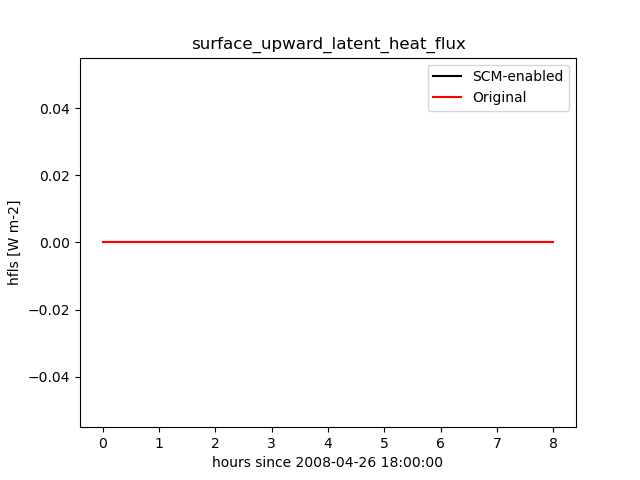 surface_upward_latent_heat_flux
SCM-enabled
Original
0.04
0.02
0.00
−0.02
−0.04
hfls [W m-2]
0 1 2 3 4 5 6 7 8
hours since 2008-04-26 18:00:00